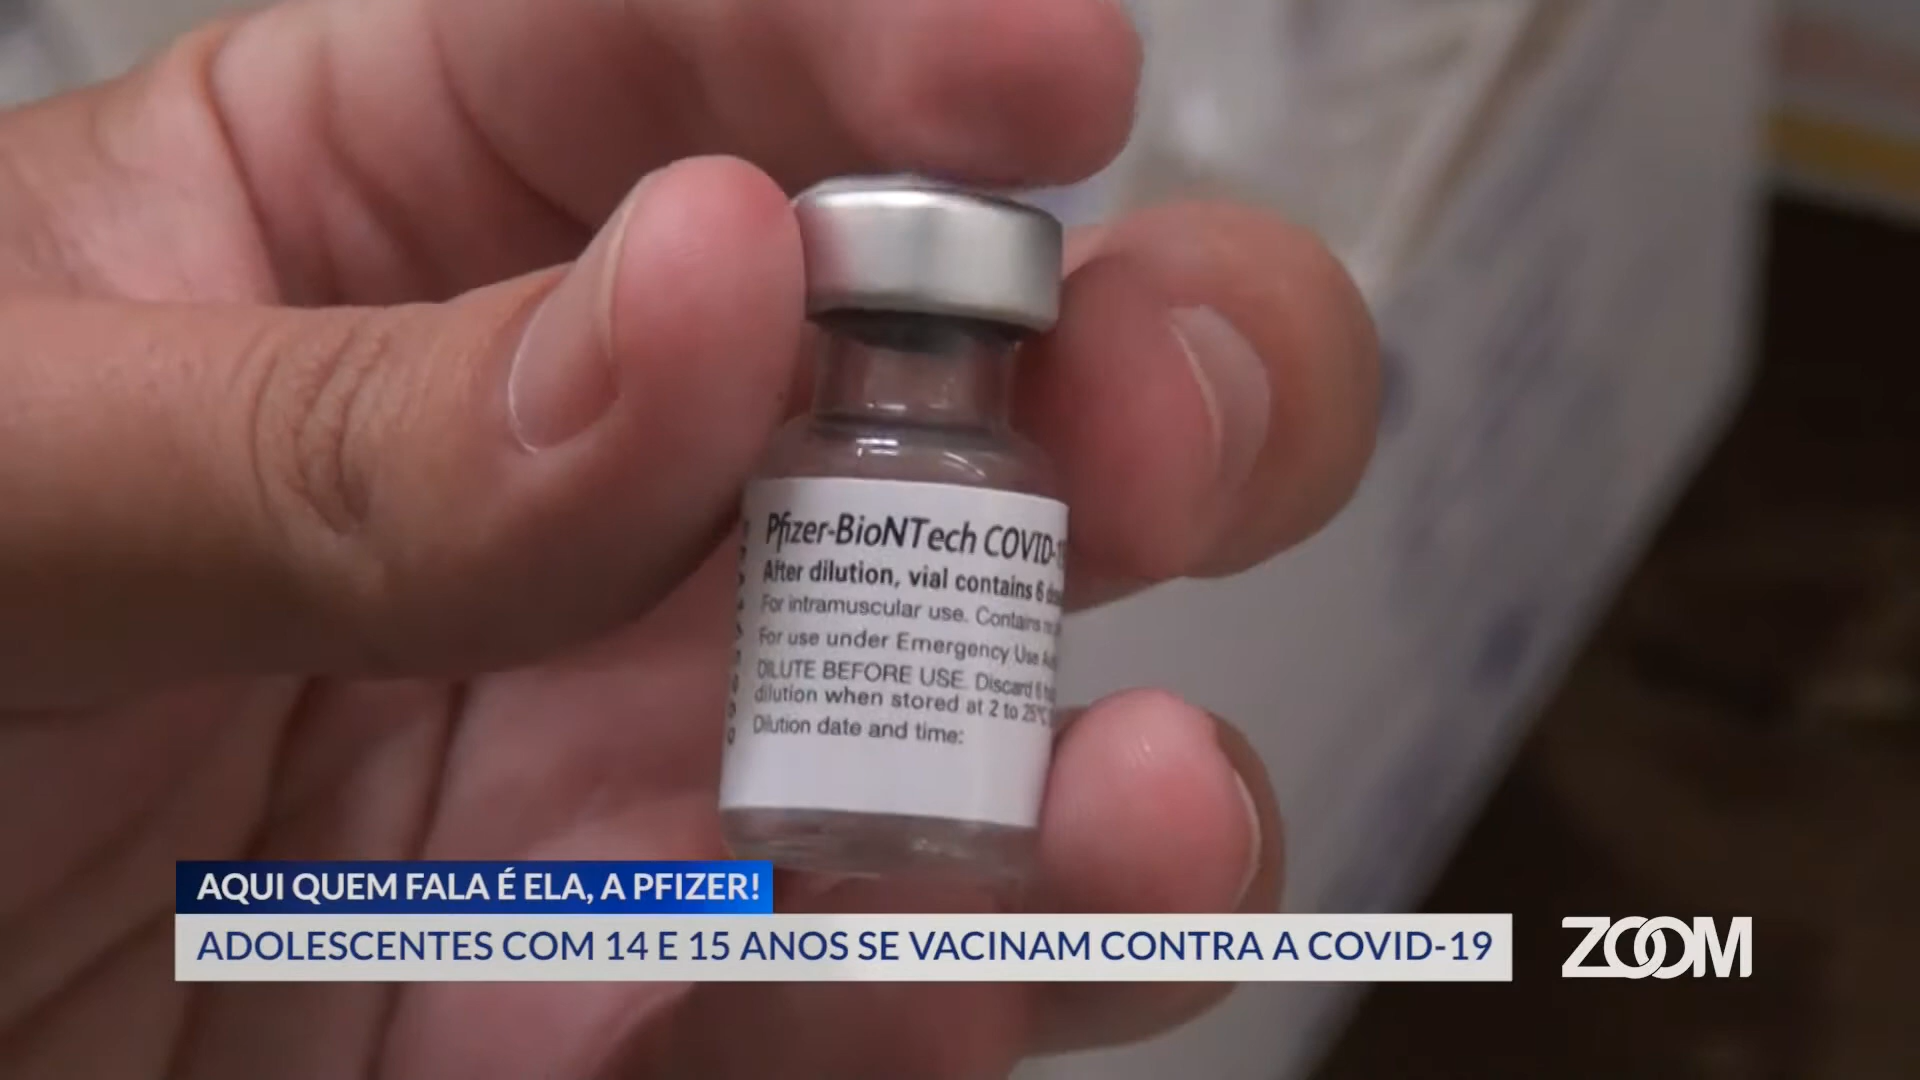 Pfizer-BioNTech COVID-
After dilution, vial contains 6
For intramuscular use. Contains
For use under Emergency Use
DILUTE BEFORE USE. Discard 6
dilution when stored at 2 to 25°C
Dilution date and time:
AQUI QUEM FALA É ELA, A PFIZER!
ADOLESCENTES COM 14 E 15 ANOS SE VACINAM CONTRA A COVID-19
ZOOM